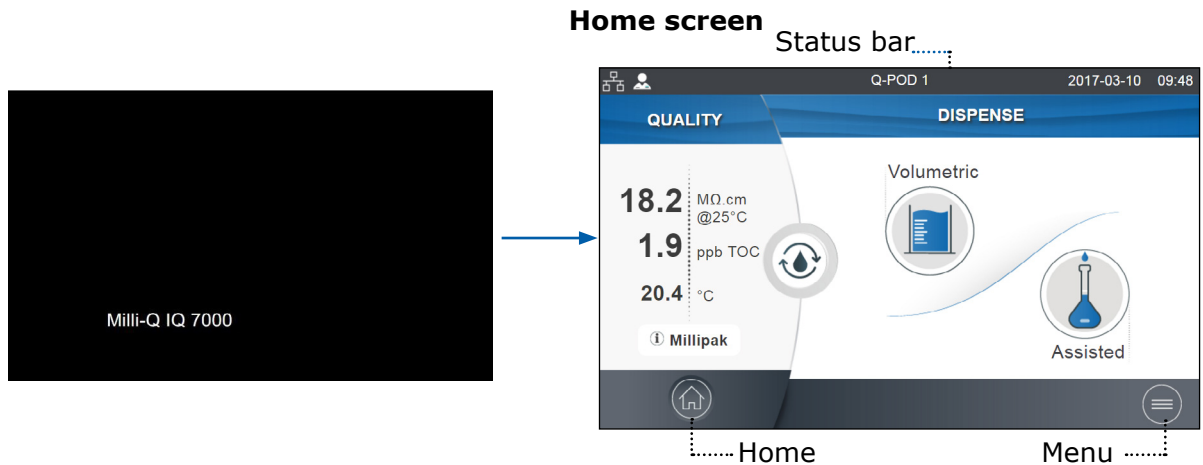 Home screen
Status bar
Q-POD 1 2017-03-10 09:48
QUALITY
DISPENSE
Volumetric
18.2 MΩ.cm
@25°C
1.9 ppb TOC
20.4 °C
i Millipak
Assisted
Milli-Q IQ 7000
Home
Menu